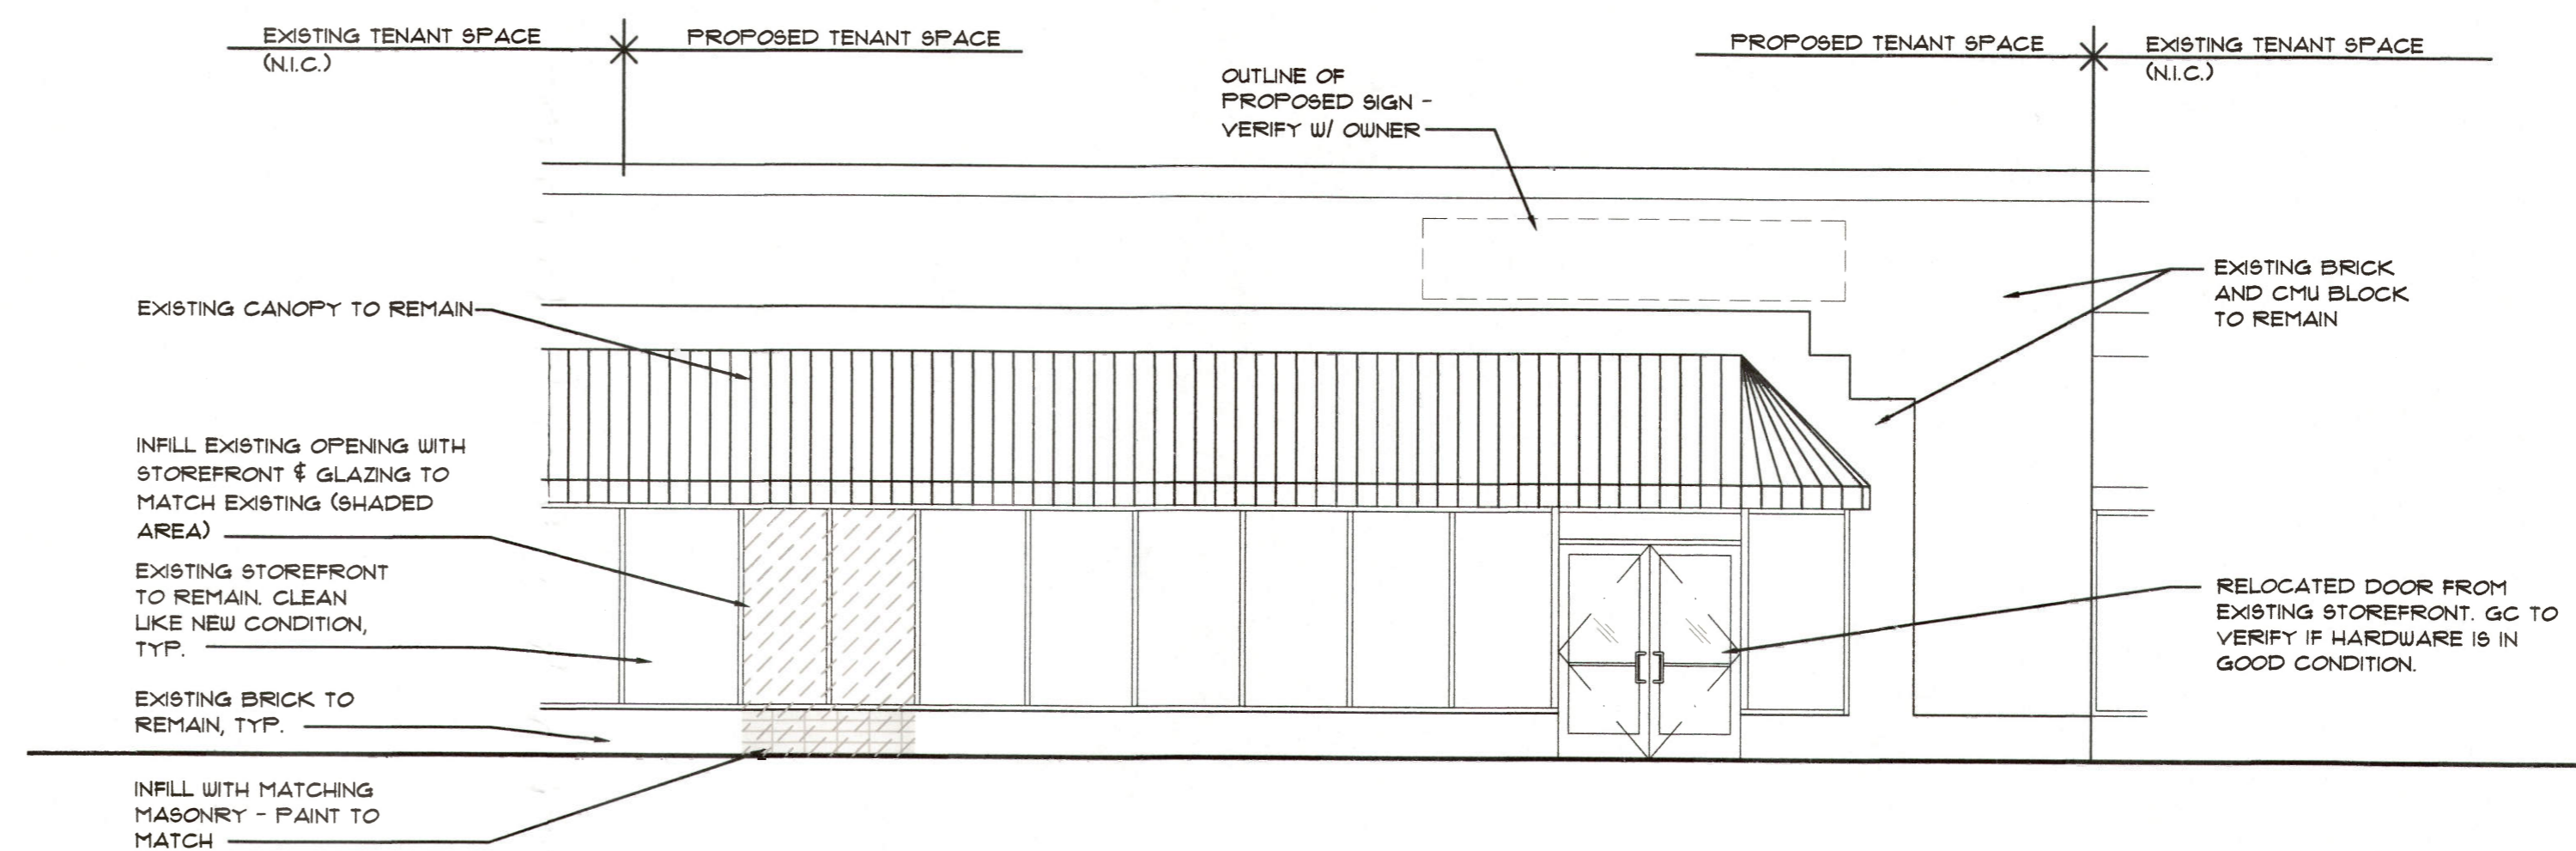 EXISTING TENANT SPACE
(N.I.C.)
PROPOSED TENANT SPACE
PROPOSED TENANT SPACE
EXISTING TENANT SPACE
(N.I.C.)
OUTLINE OF
PROPOSED SIGN -
VERIFY W/ OWNER
EXISTING BRICK
AND CMU BLOCK
TO REMAIN
EXISTING CANOPY TO REMAIN
INFILL EXISTING OPENING WITH
STOREFRONT & GLAZING TO
MATCH EXISTING (SHADED
AREA)
EXISTING STOREFRONT
TO REMAIN. CLEAN
LIKE NEW CONDITION,
TYP.
EXISTING BRICK TO
REMAIN, TYP.
INFILL WITH MATCHING
MASONRY - PAINT TO
MATCH
RELOCATED DOOR FROM
EXISTING STOREFRONT. GC TO
VERIFY IF HARDWARE IS IN
GOOD CONDITION.